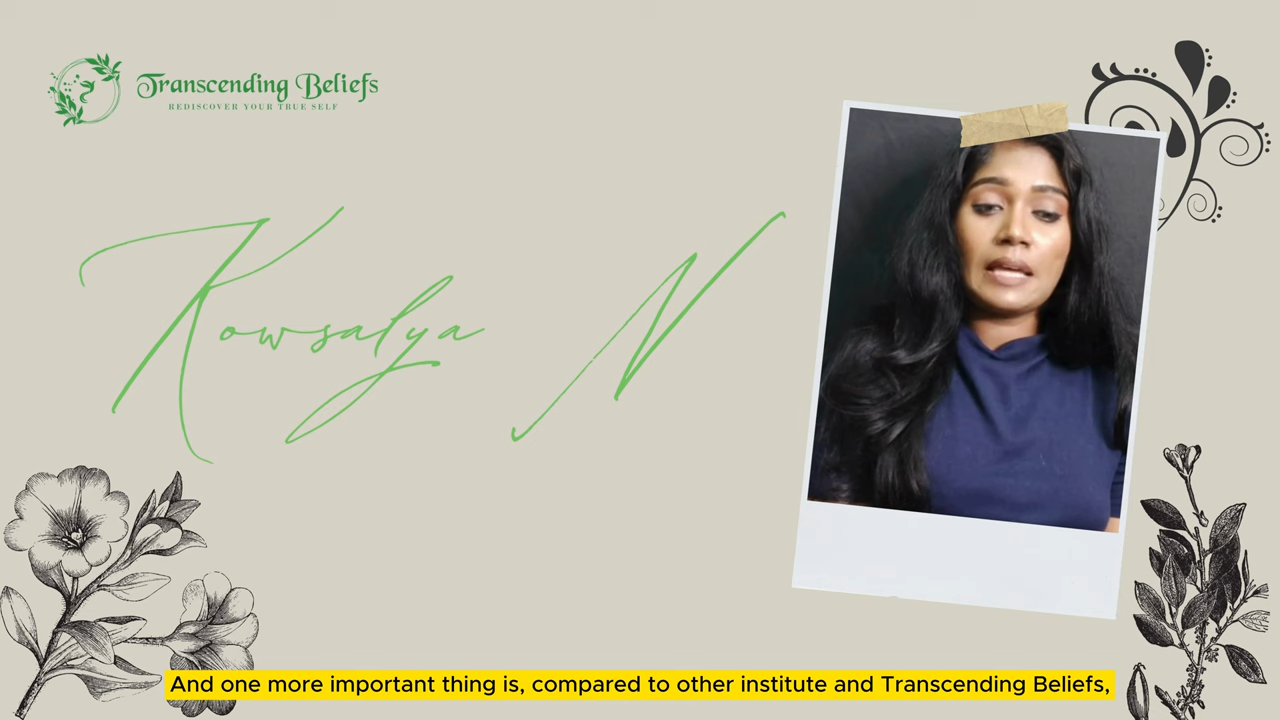 Transcending Beliefs
REDISCOVER YOUR TRUE SELF
Kowsalya N
And one more important thing is, compared to other institute and Transcending Beliefs,